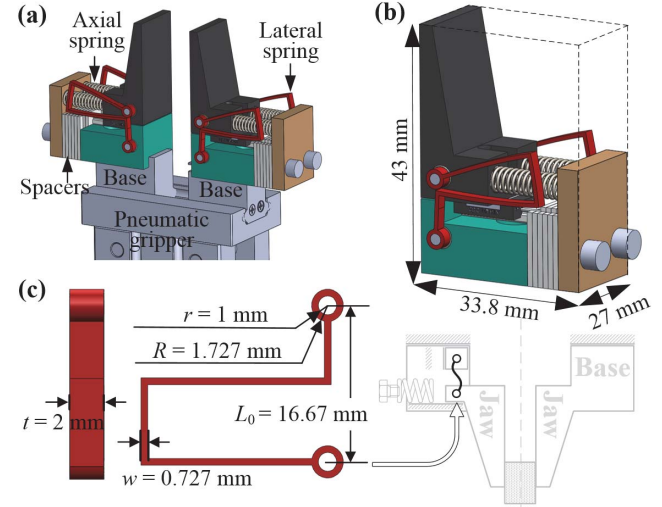 (a)
Axial
spring
Lateral
spring
Spacers
Base
Base
Pneumatic
gripper
(b)
43 mm
33.8 mm
27 mm
(c)
r = 1 mm
R = 1.727 mm
t = 2 mm
L₀ = 16.67 mm
w = 0.727 mm
Jaw
Jaw
Base